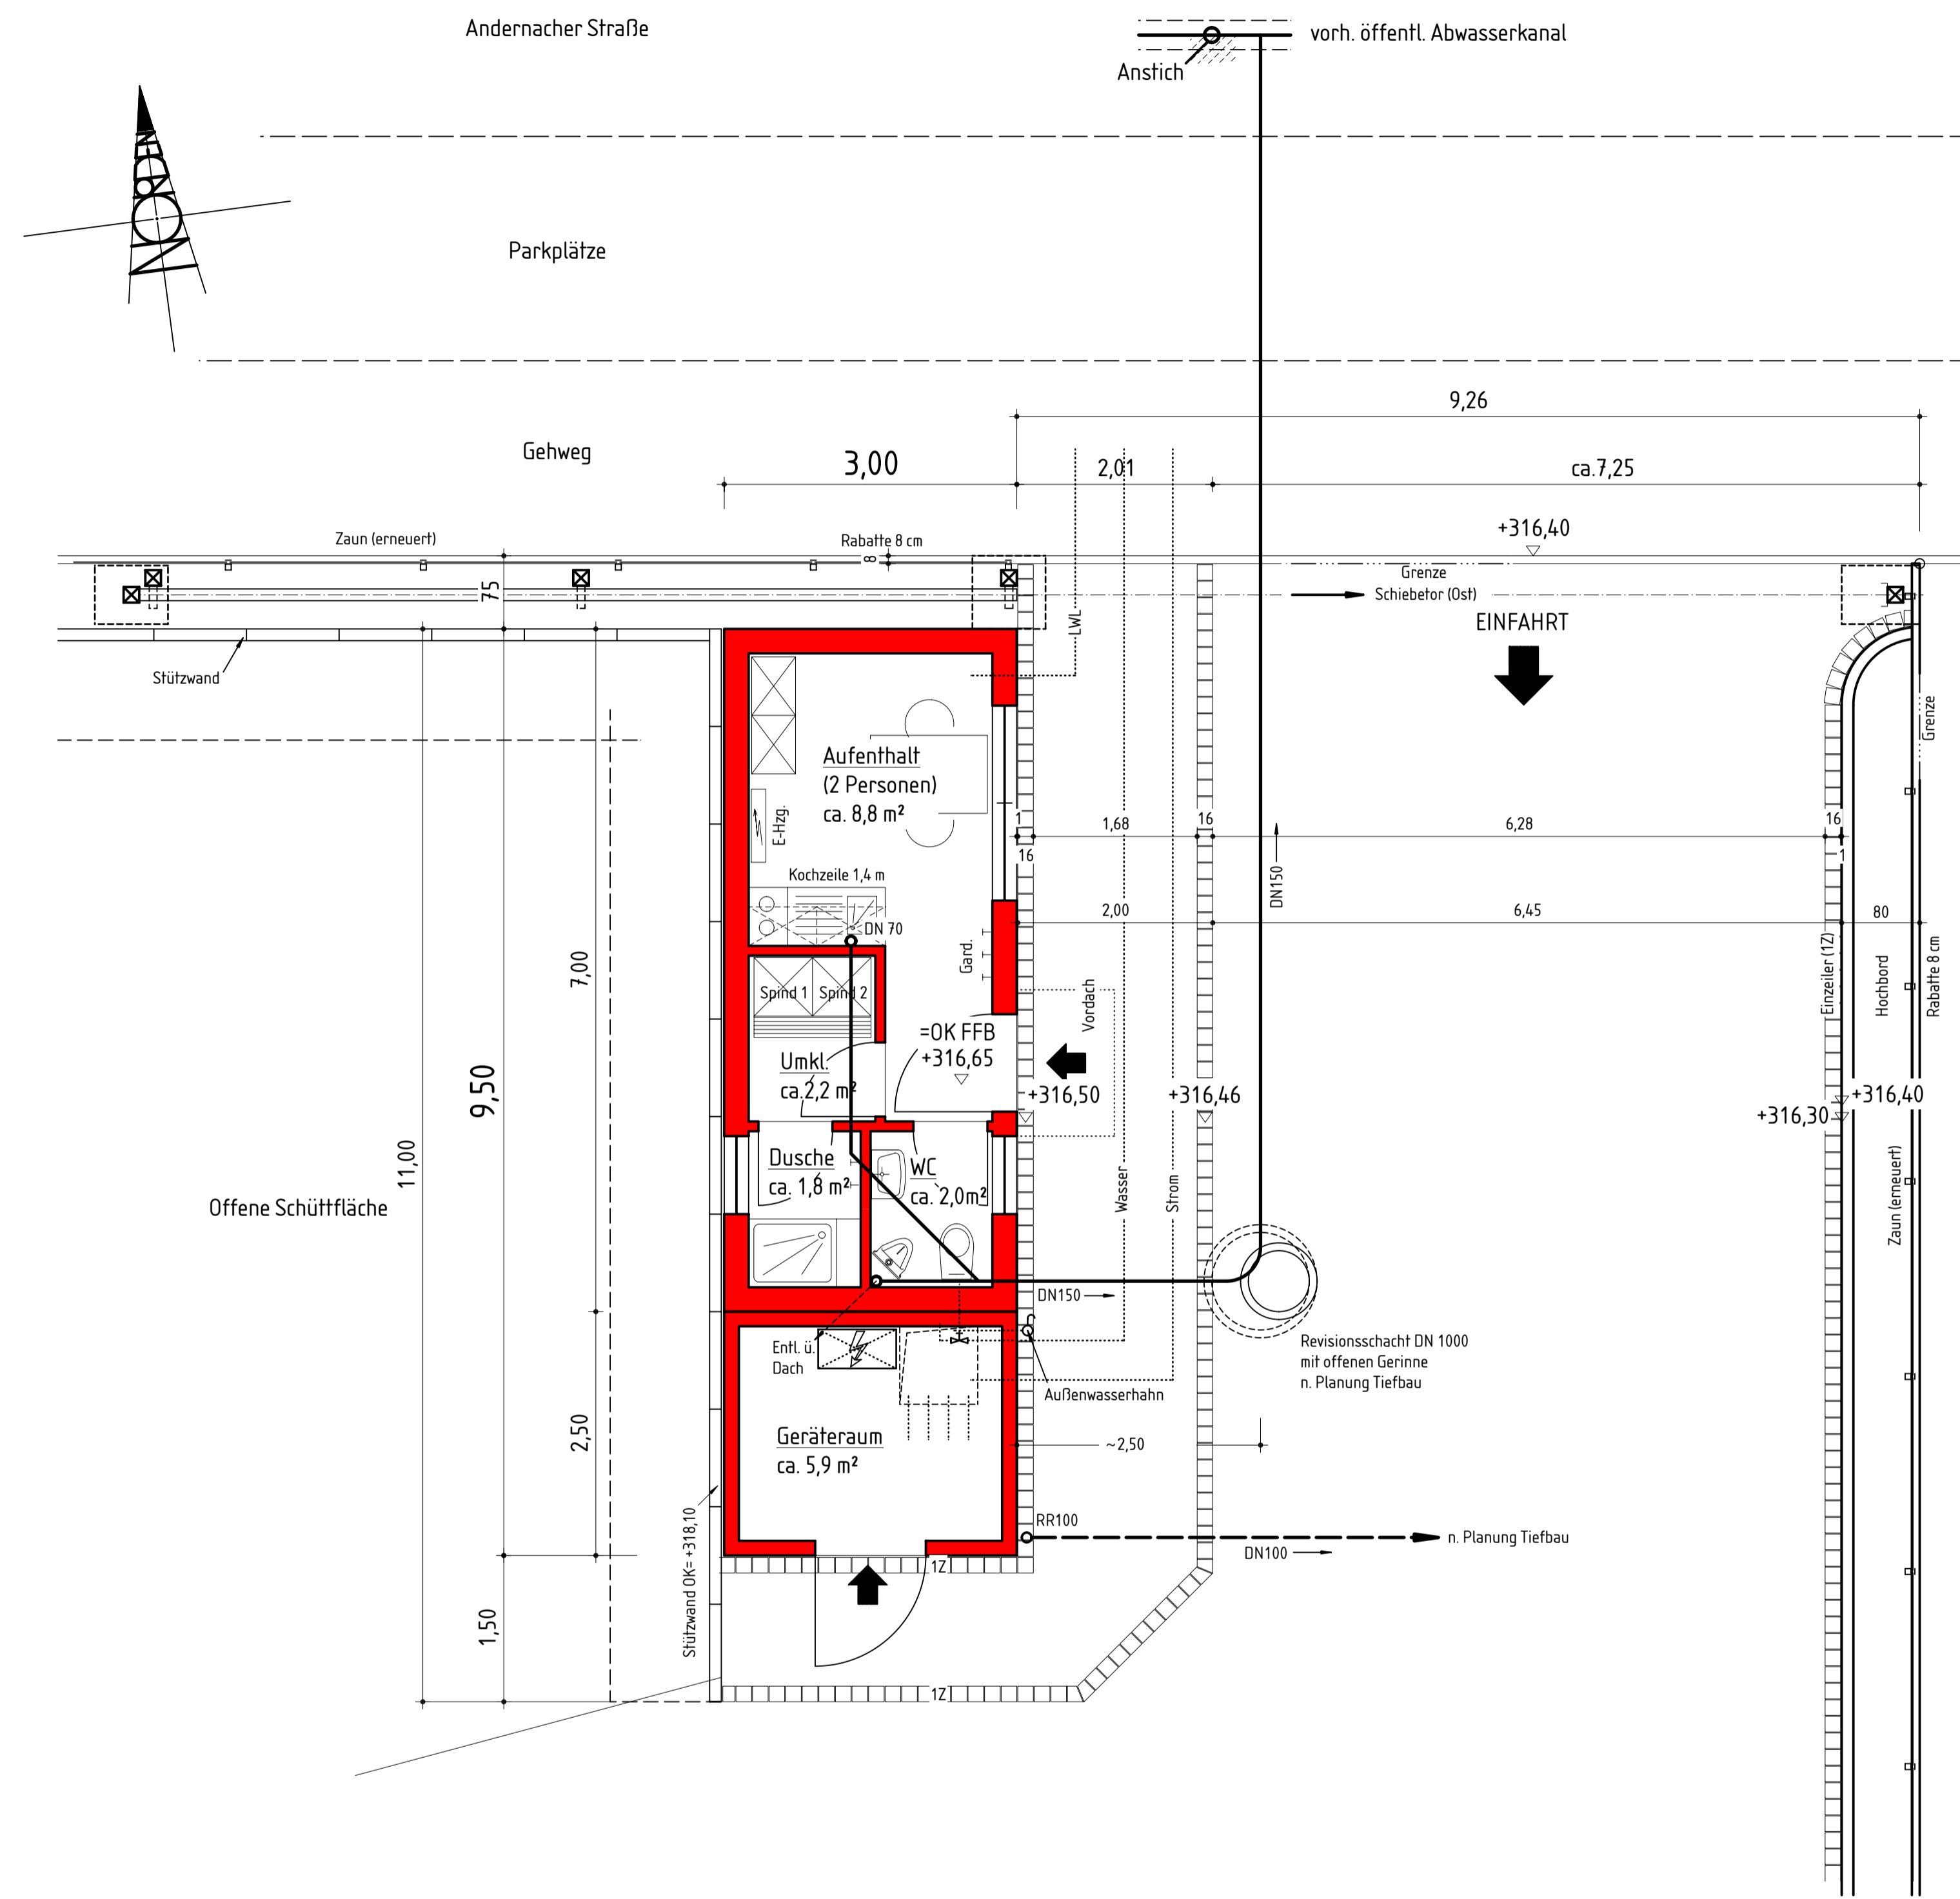 Andernacher Straße
vorh. öffentl. Abwasserkanal
Anstich
NORDEN
Parkplätze
9,26
Gehweg
3,00
2,01
ca.7,25
+316,40
Zaun (erneuert)
Rabatte 8 cm
8
75
Grenze
Schiebetor (Ost)
EINFAHRT
LWL
Stützwand
Grenze
Aufenthalt
(2 Personen)
ca. 8,8 m²
E-Hzg.
1
1,68
16
6,28
16
16
1
Kochzeile 1,4 m
DN150
DN 70
2,00
6,45
80
Gard.
7,00
Einzeiler (1Z)
Hochbord
Rabatte 8 cm
Spind 1
Spind 2
Vordach
=OK FFB
+316,65
Umkl.
ca.2,2 m²
9,50
+316,50
+316,46
+316,40
+316,30
11,00
Dusche
ca. 1,8 m²
WC
ca. 2,0m²
Wasser
Strom
Zaun (erneuert)
Offene Schüttfläche
DN150
Entl. ü.
Dach
Revisionsschacht DN 1000
mit offenen Gerinne
n. Planung Tiefbau
Außenwasserhahn
2,50
Geräteraum
ca. 5,9 m²
~2,50
Stützwand OK= +318,10
RR100
n. Planung Tiefbau
DN100
1Z
1,50
1Z